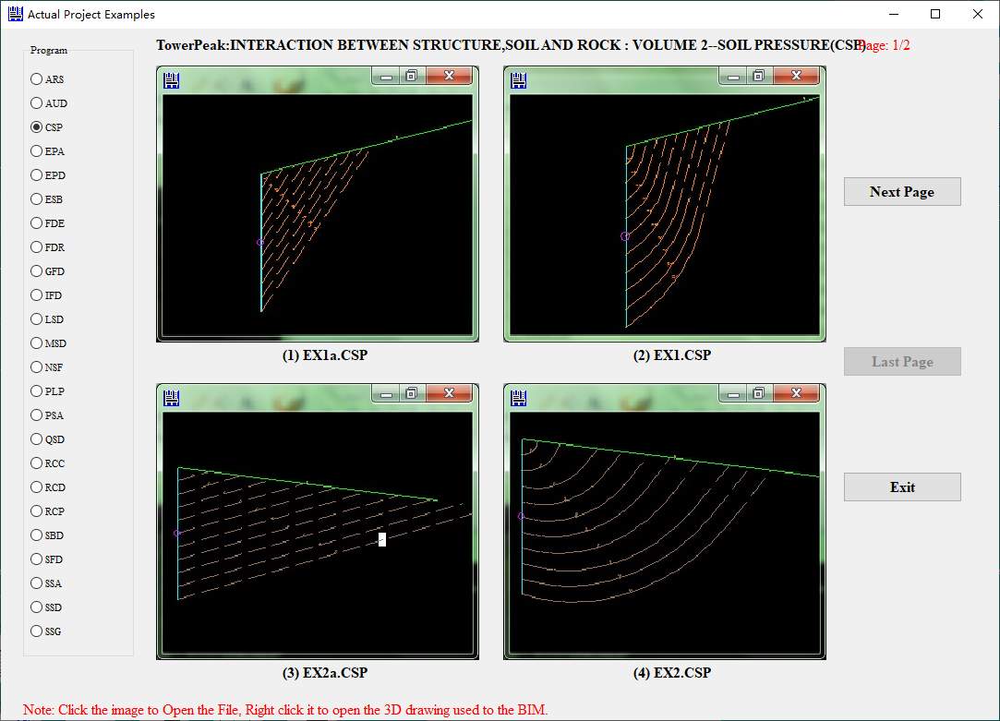 Actual Project Examples
Program
TowerPeak:INTERACTION BETWEEN STRUCTURE,SOIL AND ROCK : VOLUME 2--SOIL PRESSURE(CSP)
Page: 1/2
ARS
AUD
CSP
EPA
EPD
ESB
FDE
FDR
GFD
IFD
LSD
MSD
NSF
PLP
PSA
QSD
RCC
RCD
RCP
SBD
SFD
SSA
SSD
SSG
(1) EX1a.CSP
(2) EX1.CSP
(3) EX2a.CSP
(4) EX2.CSP
Next Page
Last Page
Exit
Note: Click the image to Open the File, Right click it to open the 3D drawing used to the BIM.